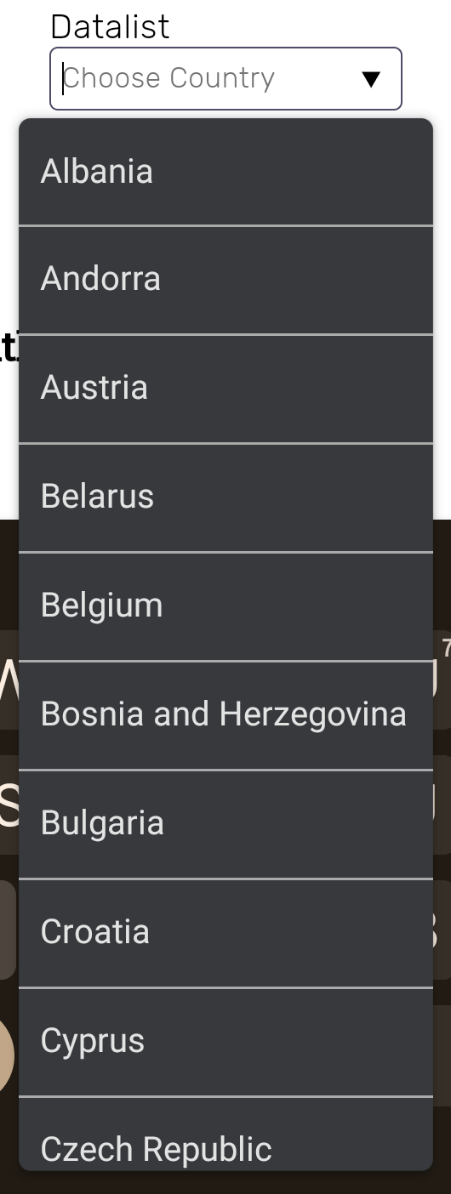 Datalist
Choose Country
Albania
Andorra
Austria
Belarus
Belgium
Bosnia and Herzegovina
Bulgaria
Croatia
Cyprus
Czech Republic